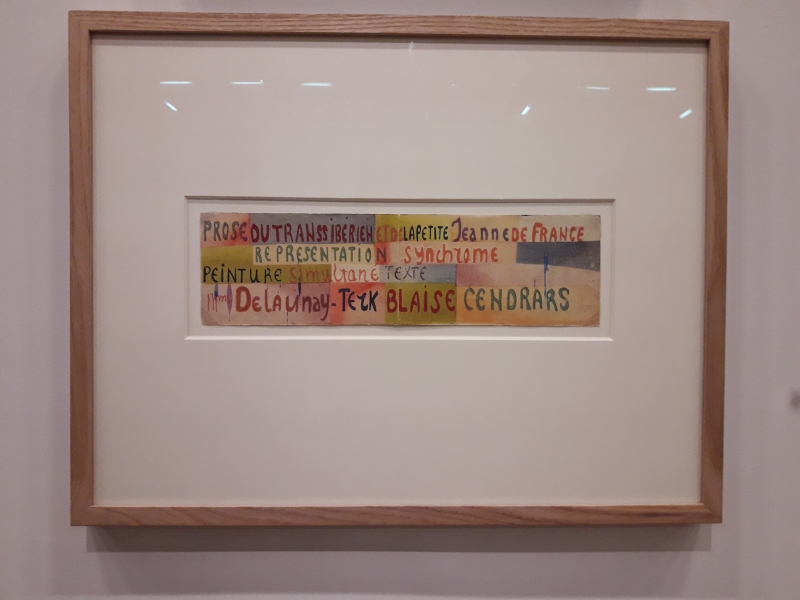 PROSE DU TRANSSIBÉRIEN ET DE LA PETITE Jeanne DE FRANCE
REPRESENTATION Synchrome
PEINTURE Simultané TEXTE
Mme Delaunay-Terk BLAISE CENDRARS